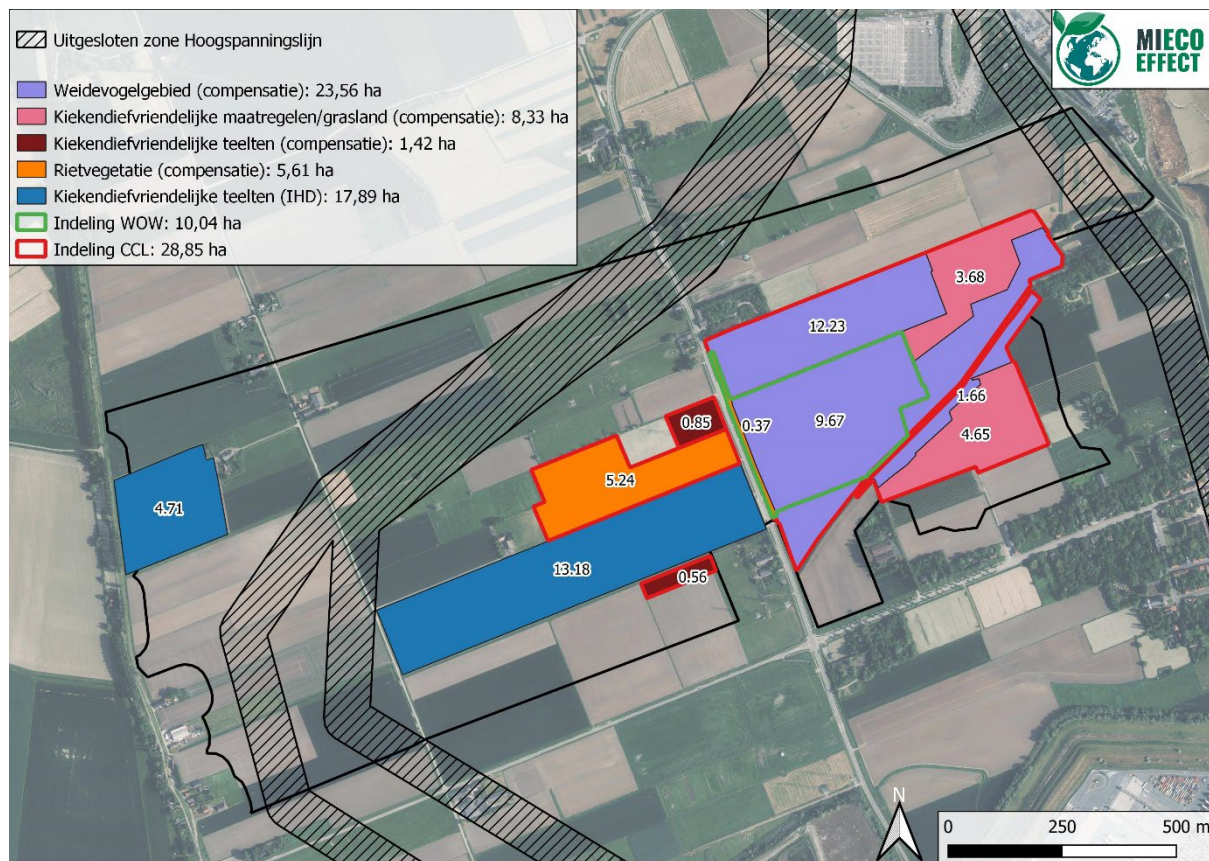 Uitgesloten zone Hoogspanningslijn
Weidevogelgebied (compensatie): 23,56 ha
Kiekendiefvriendelijke maatregelen/grasland (compensatie): 8,33 ha
Kiekendiefvriendelijke teelten (compensatie): 1,42 ha
Rietvegetatie (compensatie): 5,61 ha
Kiekendiefvriendelijke teelten (IHD): 17,89 ha
Indeling WOW: 10,04 ha
Indeling CCL: 28,85 ha
MIECO
EFFECT
3.68
12.23
1.66
0.85
0.37
9.67
4.65
5.24
4.71
13.18
0.56
N
0 250 500 m